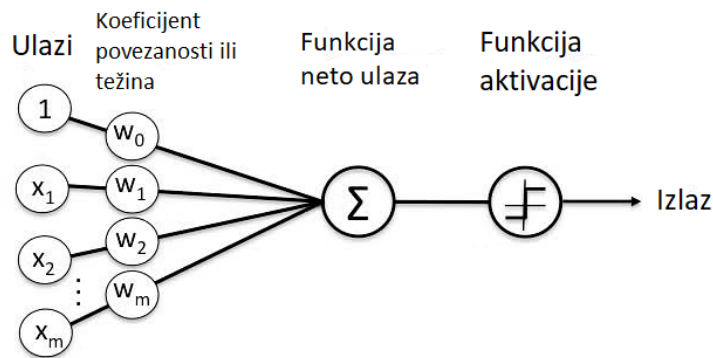 Ulazi
Koeficijent
povezanosti ili
težina
Funkcija
neto ulaza
Funkcija
aktivacije
1
w₀
x₁
w₁
x₂
w₂
⋮
xₘ
wₘ
Σ
Izlaz